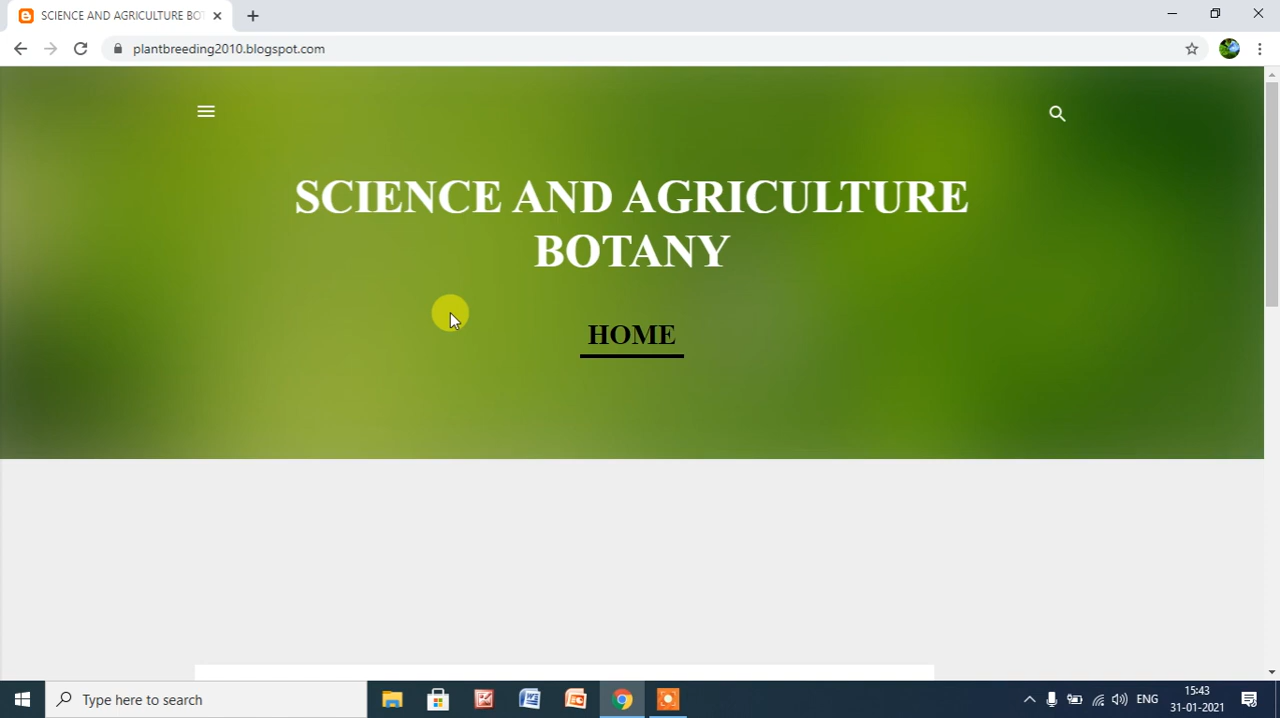 SCIENCE AND AGRICULTURE BOT
plantbreeding2010.blogspot.com
SCIENCE AND AGRICULTURE
BOTANY
HOME
Type here to search
ENG
15:43
31-01-2021